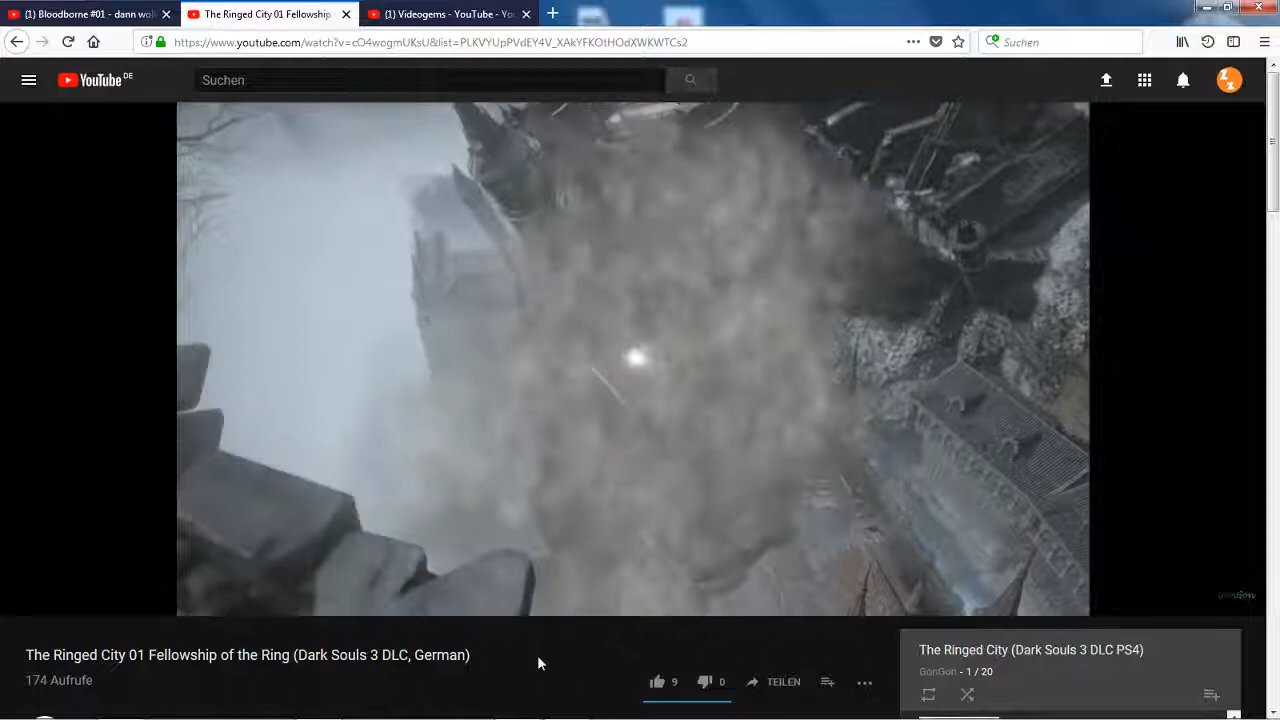 (1) Bloodborne #01 - dann wol
The Ringed City 01 Fellowship
(1) Videogems - YouTube - Yo
https://www.youtube.com/watch?v=cO4wogmUKsU&list=PLKVYUpPVdEY4V_XAkYFKOtHOdXWKWTCs2
Suchen
YouTube DE
Suchen
GonGon
The Ringed City 01 Fellowship of the Ring (Dark Souls 3 DLC, German)
174 Aufrufe
9
0
TEILEN
The Ringed City (Dark Souls 3 DLC PS4)
GonGon - 1 / 20